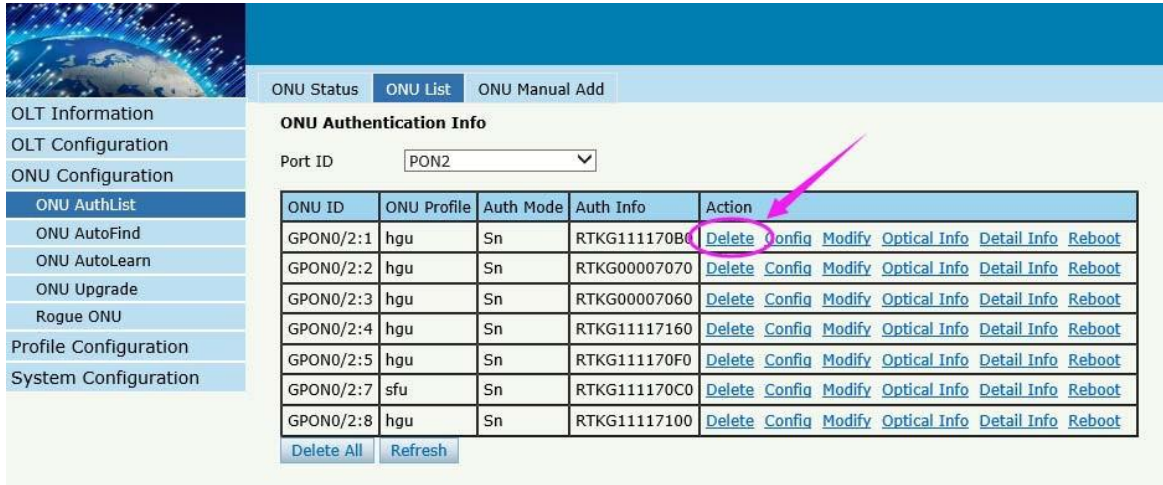 ONU Status ONU List ONU Manual Add
OLT Information
OLT Configuration
ONU Configuration
ONU AuthList
ONU AutoFind
ONU AutoLearn
ONU Upgrade
Rogue ONU
Profile Configuration
System Configuration
ONU Authentication Info
Port ID PON2
ONU ID ONU Profile Auth Mode Auth Info Action
GPON0/2:1 hgu Sn RTKG111170B0 Delete Config Modify Optical Info Detail Info Reboot
GPON0/2:2 hgu Sn RTKG00007070 Delete Config Modify Optical Info Detail Info Reboot
GPON0/2:3 hgu Sn RTKG00007060 Delete Config Modify Optical Info Detail Info Reboot
GPON0/2:4 hgu Sn RTKG11117160 Delete Config Modify Optical Info Detail Info Reboot
GPON0/2:5 hgu Sn RTKG111170F0 Delete Config Modify Optical Info Detail Info Reboot
GPON0/2:7 sfu Sn RTKG111170C0 Delete Config Modify Optical Info Detail Info Reboot
GPON0/2:8 hgu Sn RTKG11117100 Delete Config Modify Optical Info Detail Info Reboot
Delete All Refresh